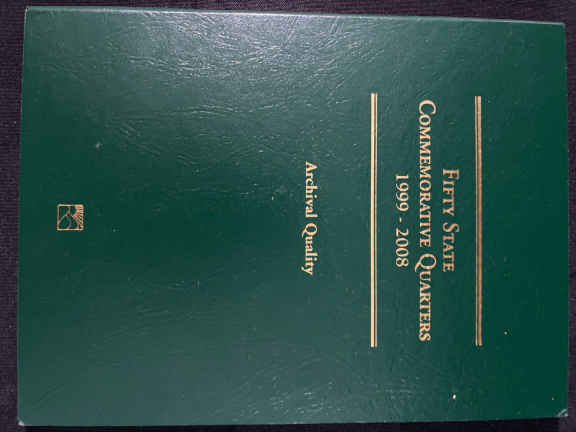 FIFTY STATE
COMMEMORATIVE QUARTERS
1999 - 2008
Archival Quality